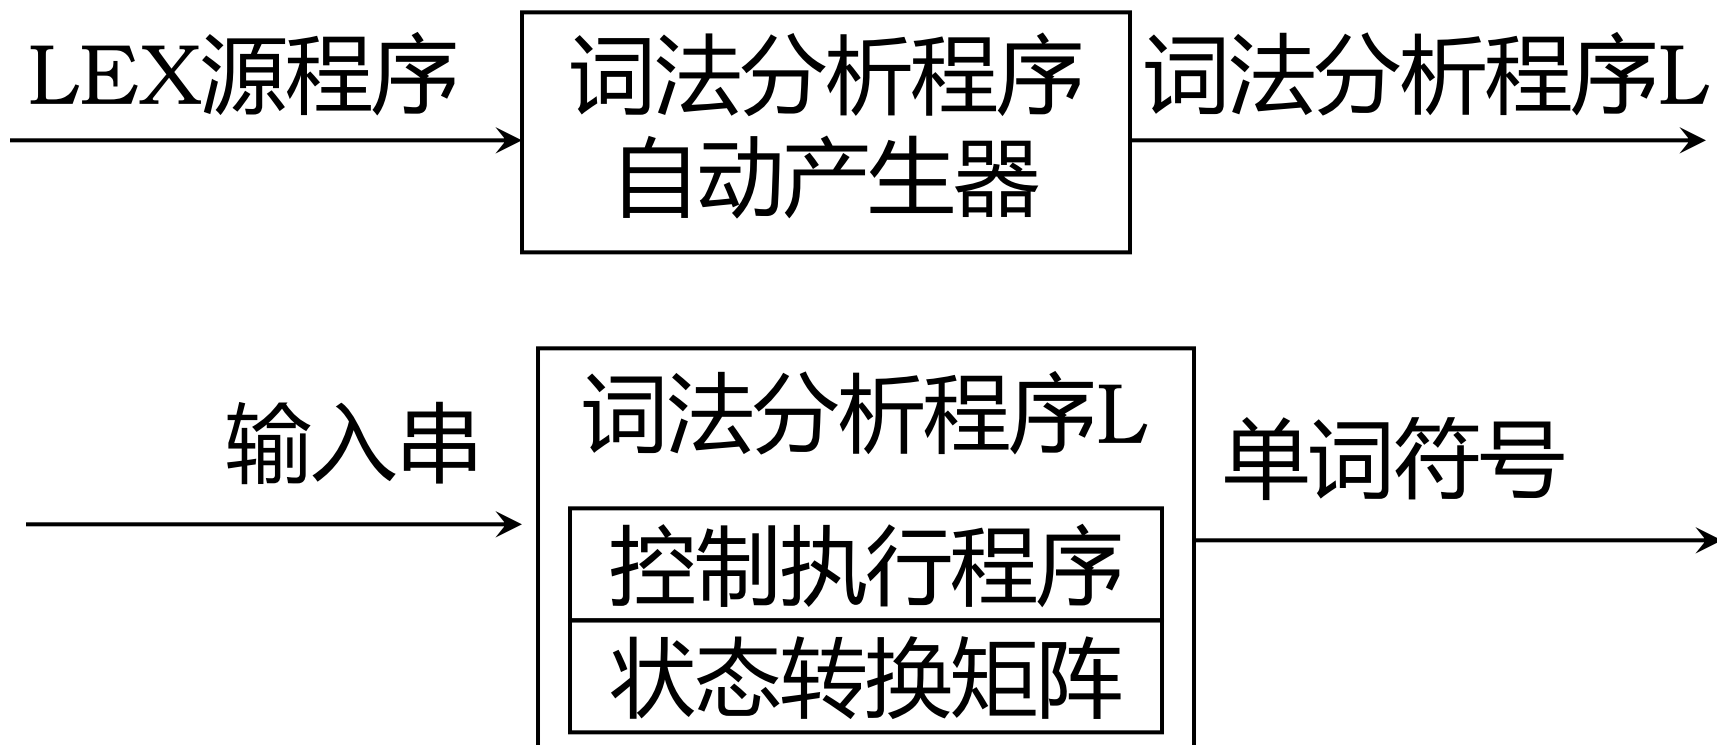 LEX源程序
词法分析程序
自动产生器
词法分析程序L
输入串
词法分析程序L
控制执行程序
状态转换矩阵
单词符号